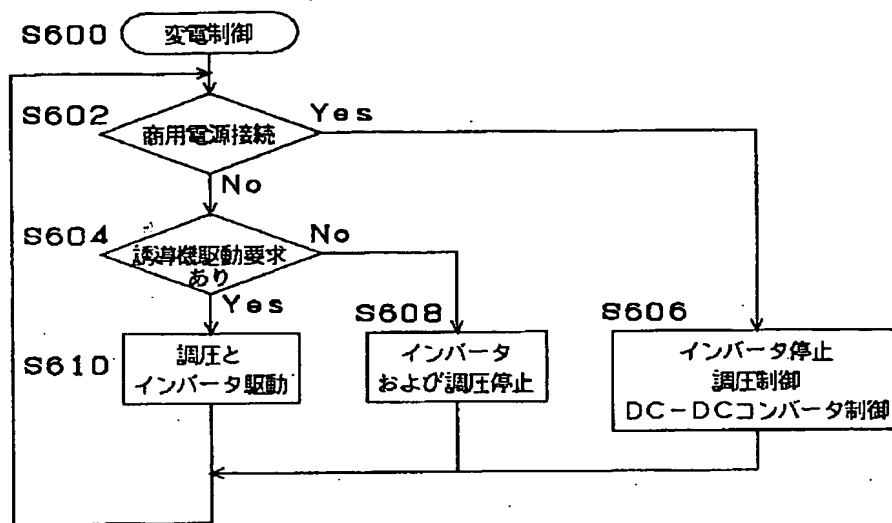 S600
変電制御
S602
商用電源接続
Yes
No
S604
誘導機駆動要求
あり
No
Yes
S610
調圧と
インバータ駆動
S608
インバータ
および調圧停止
S606
インバータ停止
調圧制御
DC-DCコンバータ制御